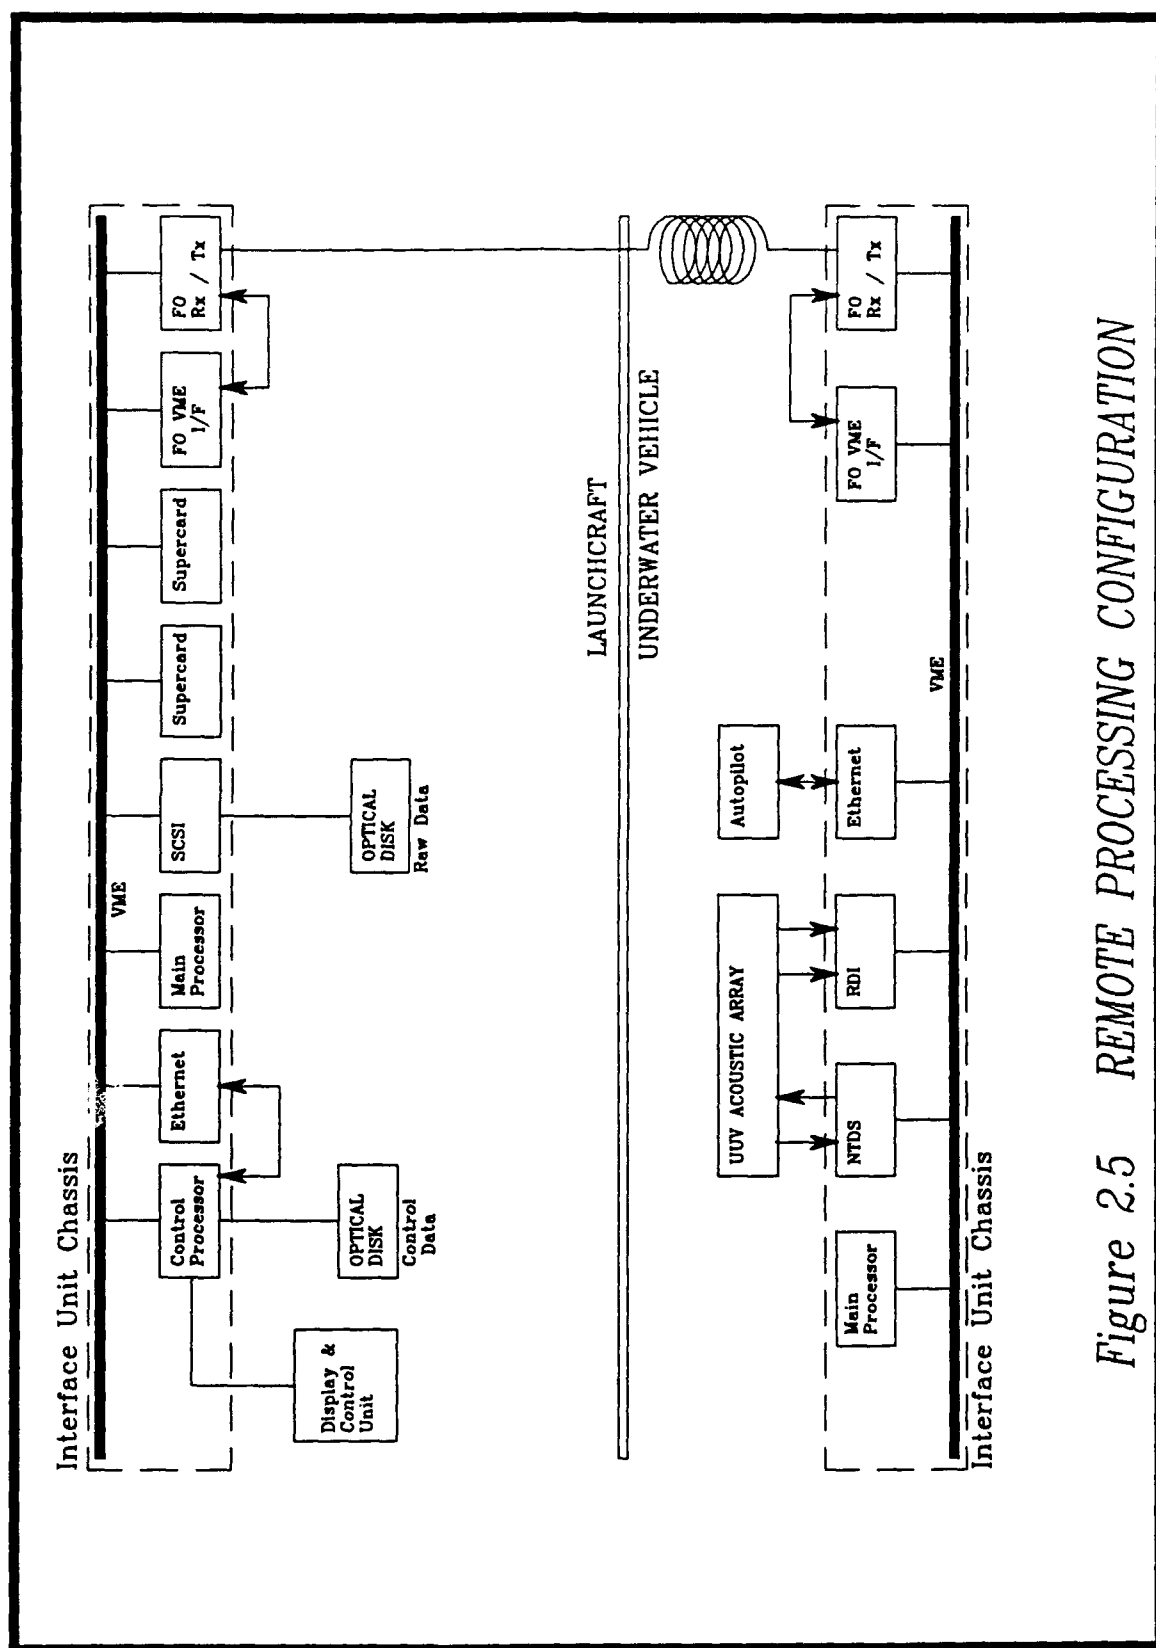 Interface Unit Chassis
VME
Control
Processor
Ethernet
Main
Processor
SCSI
Supercard
Supercard
FO VME
I/F
FO
Rx / Tx
Display &
Control
Unit
OPTICAL
DISK
Control
Data
OPTICAL
DISK
Raw Data
LAUNCHCRAFT
UNDERWATER VEHICLE
UUV ACOUSTIC ARRAY
Autopilot
Main
Processor
NTDS
RDI
Ethernet
FO VME
I/F
FO
Rx / Tx
VME
Interface Unit Chassis
Figure 2.5 REMOTE PROCESSING CONFIGURATION